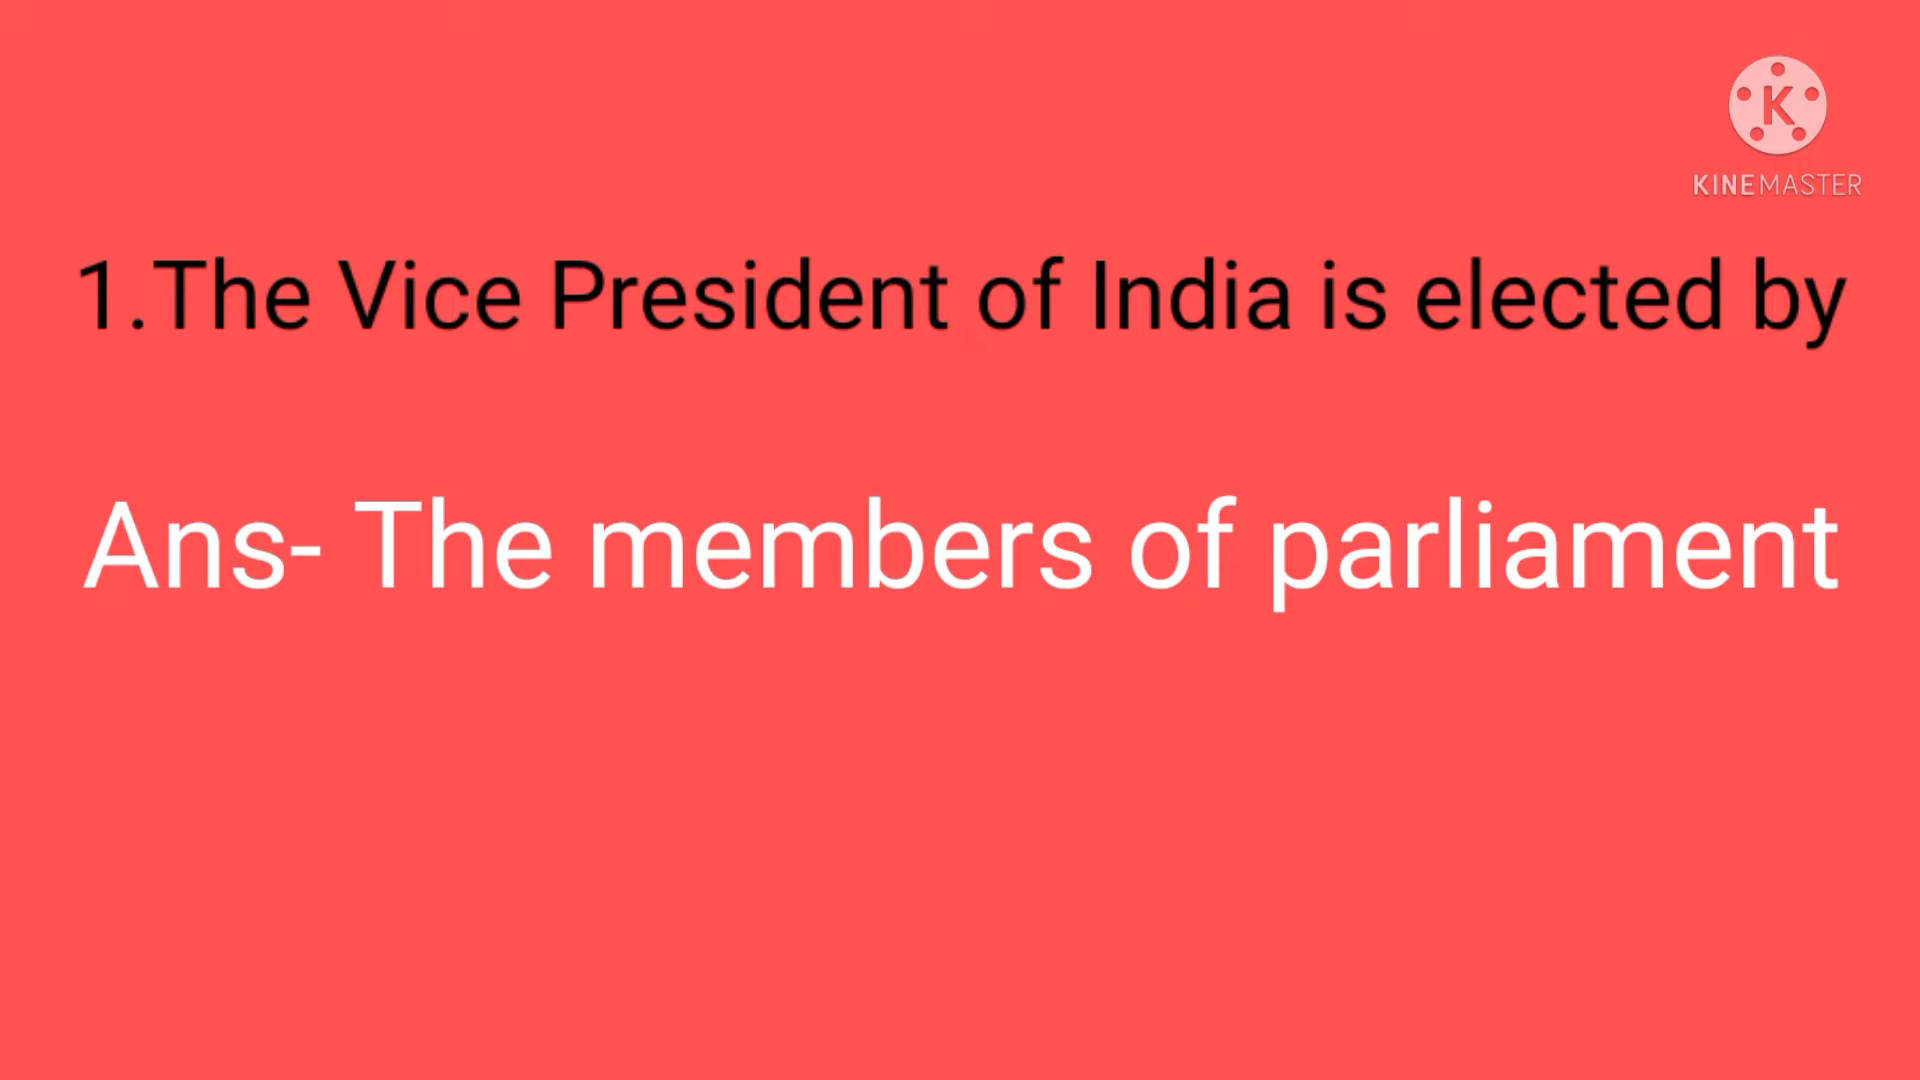 K
KINEMASTER
1.The Vice President of India is elected by
Ans- The members of parliament